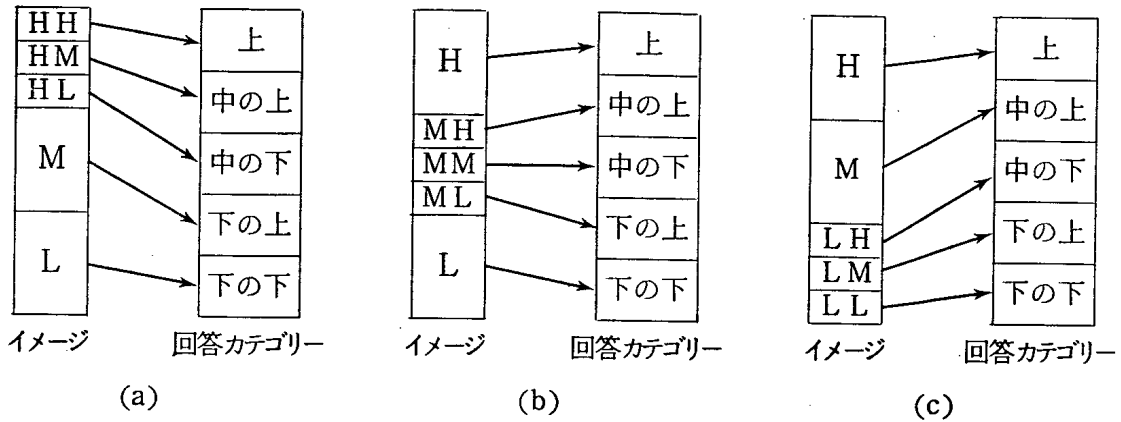 HH
HM
HL
M
L
上
中の上
中の下
下の上
下の下
イメージ
回答カテゴリー
(a)
H
MH
MM
ML
L
上
中の上
中の下
下の上
下の下
イメージ
回答カテゴリー
(b)
H
M
LH
LM
LL
上
中の上
中の下
下の上
下の下
イメージ
回答カテゴリー
(c)